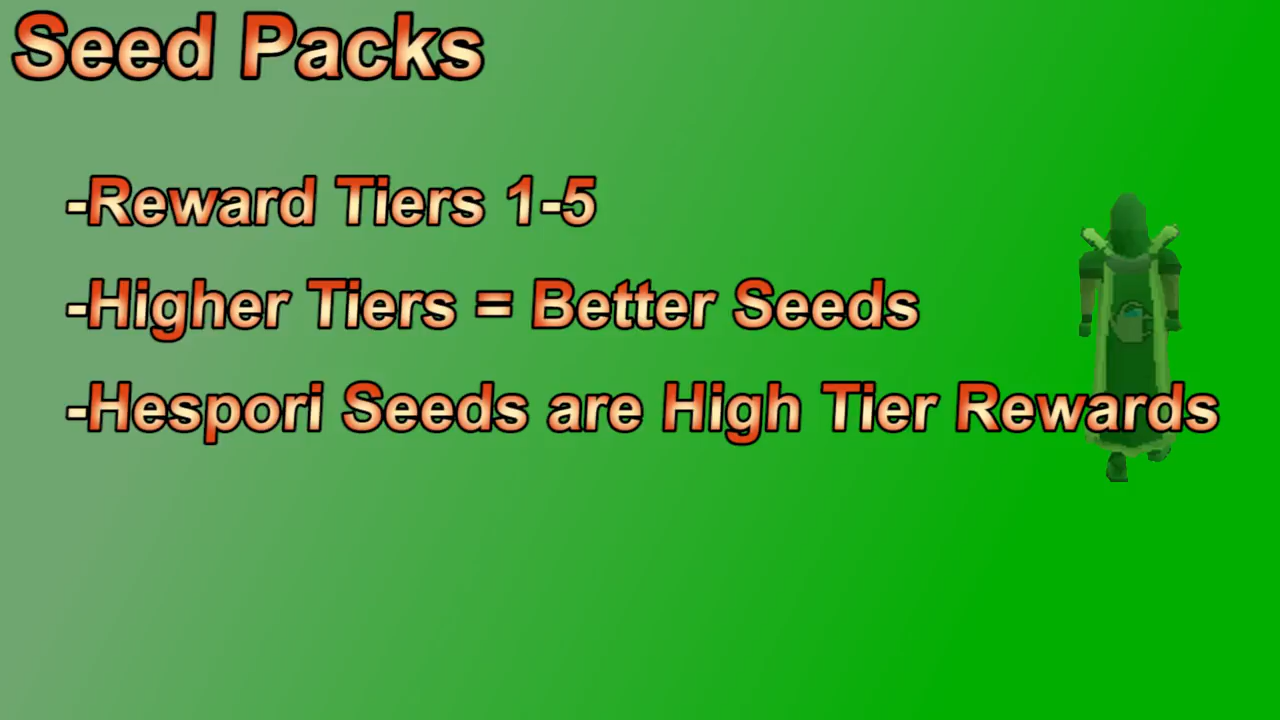 Seed Packs
-Reward Tiers 1-5
-Higher Tiers = Better Seeds
-Hespori Seeds are High Tier Rewards